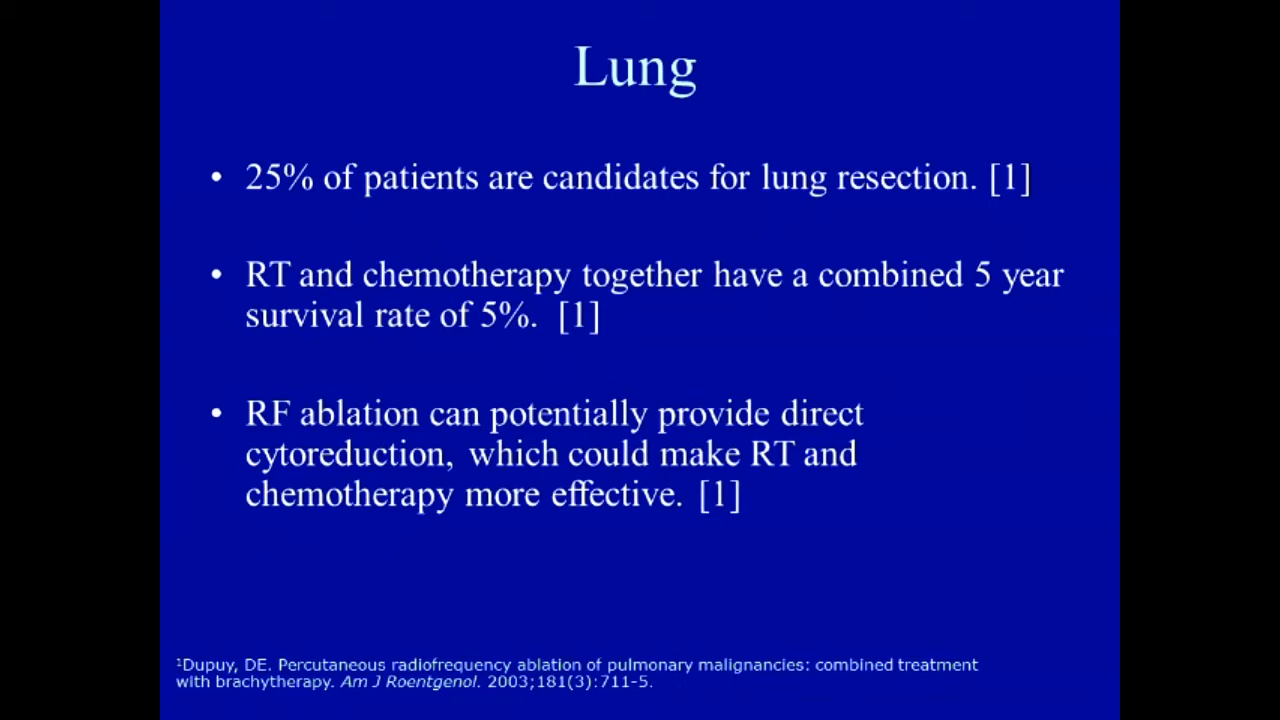 Lung
• 25% of patients are candidates for lung resection. [1]
• RT and chemotherapy together have a combined 5 year
survival rate of 5%. [1]
• RF ablation can potentially provide direct
cytoreduction, which could make RT and
chemotherapy more effective. [1]
¹Dupuy, DE. Percutaneous radiofrequency ablation of pulmonary malignancies: combined treatment
with brachytherapy. Am J Roentgenol. 2003;181(3):711-5.